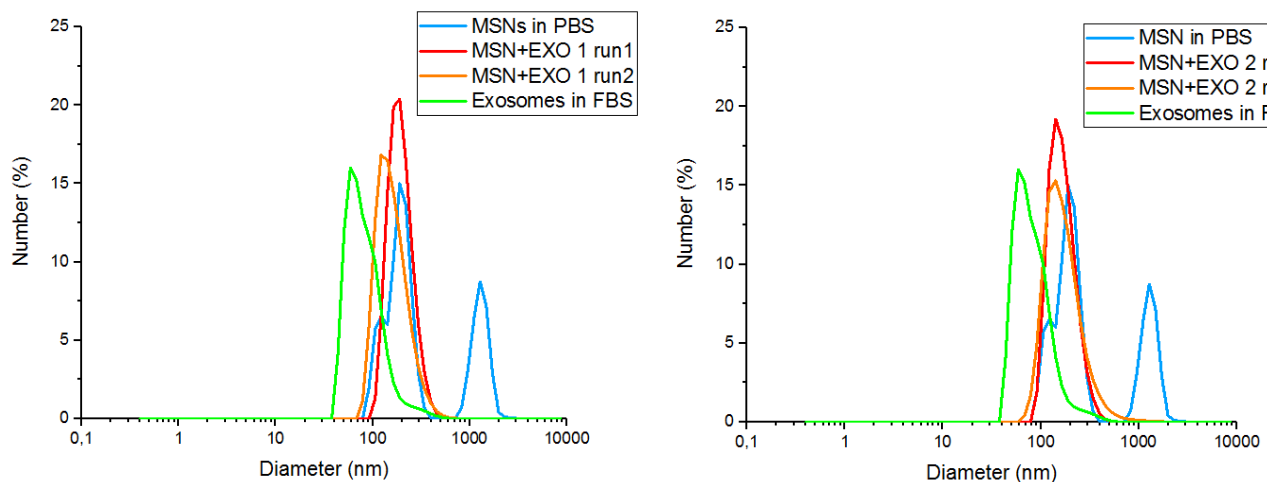 MSNs in PBS
MSN+EXO 1 run1
MSN+EXO 1 run2
Exosomes in FBS
25
20
15
10
5
0
Number (%)
0,1 1 10 100 1000 10000
Diameter (nm)
MSN in PBS
MSN+EXO 2 r
MSN+EXO 2 r
Exosomes in F
25
20
15
10
5
0
Number (%)
0,1 1 10 100 1000 10000
Diameter (nm)